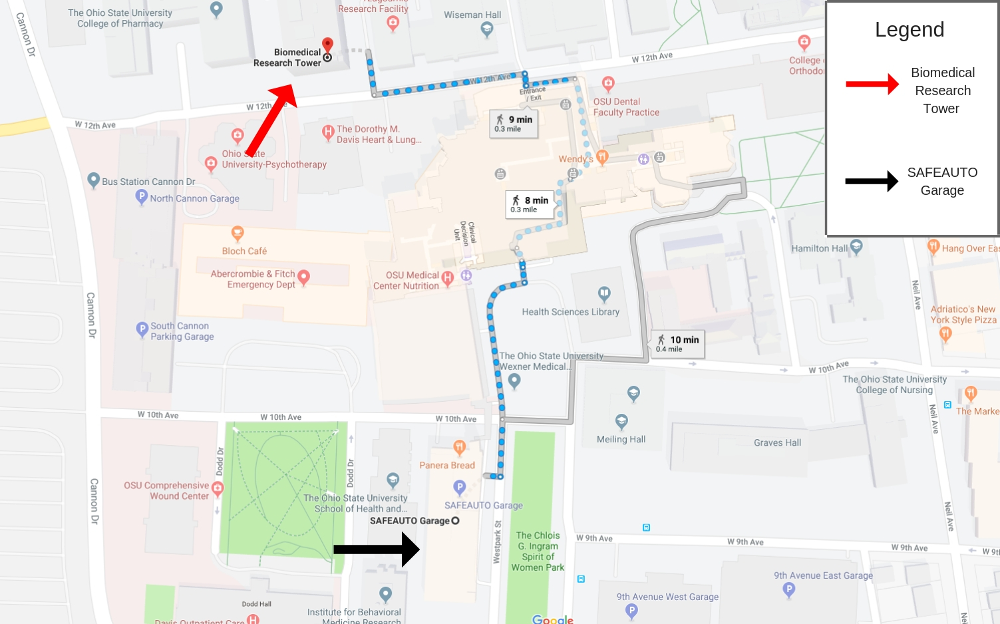 The Ohio State University
College of Pharmacy
Research Facility
Wiseman Hall
Legend
Biomedical
Research
Tower
SAFEAUTO
Garage
Cannon Dr
Biomedical
Research Tower
W 12th Ave
College
Orthodon
W 12th Ave
Entrance
/ Exit
OSU Dental
Faculty Practice
W 12th Ave
W 12th Ave
9 min
0.3 mile
The Dorothy M.
Davis Heart & Lung...
Ohio State
University-Psychotherapy
Wendy's
Bus Station Cannon Dr
P
North Cannon Garage
8 min
0.3 mile
Clinical
Decision
Unit
Bloch Café
Hamilton Hall
Hang Over Eas
Abercrombie & Fitch
Emergency Dept
OSU Medical
Center Nutrition
H
Health Sciences Library
Cannon Dr
Neil Ave
Adriatico's New
York Style Pizza
P
South Cannon
Parking Garage
10 min
0.4 mile
The Ohio State University
Wexner Medical...
W 10th Ave
The Ohio State University
College of Nursing
The Marke
W 10th Ave
W 10th Ave
W 10th Ave
Neil Ave
Meiling Hall
Graves Hall
Dodd Dr
Dodd Dr
Panera Bread
OSU Comprehensive
Wound Center
The Ohio State University
School of Health and...
P
SAFEAUTO Garage
SAFEAUTO Garage
Cannon Dr
Westpark St
Neil Ave
The Chlois
G. Ingram
Spirit of
Women Park
W 9th Ave
W 9th Ave
W 9th Ave
W 9th
9th Avenue East Garage
P
9th Avenue West Garage
P
Dodd Hall
Institute for Behavioral
Medicine Research
Davis Outpatient Care
H
Google
Nei